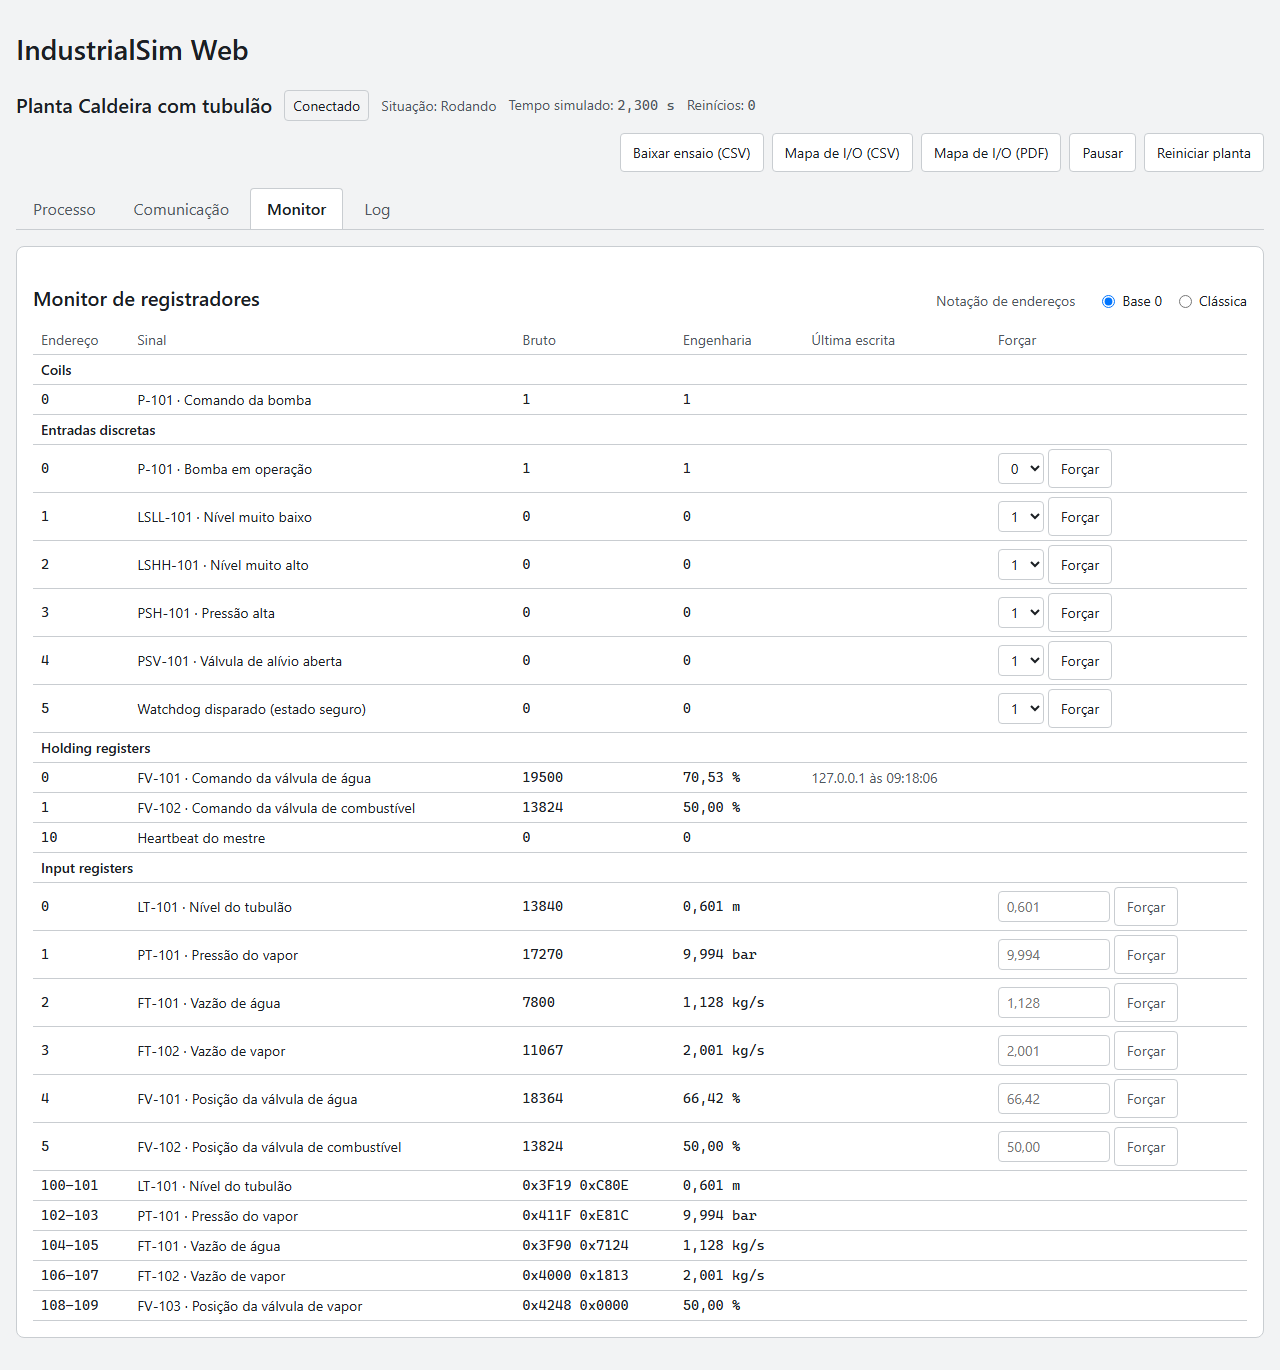 IndustrialSim Web
Planta Caldeira com tubulão Conectado Situação: Rodando Tempo simulado: 2,300 s Reinícios: 0
Baixar ensaio (CSV) Mapa de I/O (CSV) Mapa de I/O (PDF) Pausar Reiniciar planta
Processo Comunicação Monitor Log
Monitor de registradores Notação de endereços Base 0 Clássica
Endereço Sinal Bruto Engenharia Última escrita Forçar
Coils
0 P-101 · Comando da bomba 1 1
Entradas discretas
0 P-101 · Bomba em operação 1 1 0 Forçar
1 LSLL-101 · Nível muito baixo 0 0 1 Forçar
2 LSHH-101 · Nível muito alto 0 0 1 Forçar
3 PSH-101 · Pressão alta 0 0 1 Forçar
4 PSV-101 · Válvula de alívio aberta 0 0 1 Forçar
5 Watchdog disparado (estado seguro) 0 0 1 Forçar
Holding registers
0 FV-101 · Comando da válvula de água 19500 70,53 % 127.0.0.1 às 09:18:06
1 FV-102 · Comando da válvula de combustível 13824 50,00 %
10 Heartbeat do mestre 0 0
Input registers
0 LT-101 · Nível do tubulão 13840 0,601 m 0,601 Forçar
1 PT-101 · Pressão do vapor 17270 9,994 bar 9,994 Forçar
2 FT-101 · Vazão de água 7800 1,128 kg/s 1,128 Forçar
3 FT-102 · Vazão de vapor 11067 2,001 kg/s 2,001 Forçar
4 FV-101 · Posição da válvula de água 18364 66,42 % 66,42 Forçar
5 FV-102 · Posição da válvula de combustível 13824 50,00 % 50,00 Forçar
100–101 LT-101 · Nível do tubulão 0x3F19 0xC80E 0,601 m
102–103 PT-101 · Pressão do vapor 0x411F 0xE81C 9,994 bar
104–105 FT-101 · Vazão de água 0x3F90 0x7124 1,128 kg/s
106–107 FT-102 · Vazão de vapor 0x4000 0x1813 2,001 kg/s
108–109 FV-103 · Posição da válvula de vapor 0x4248 0x0000 50,00 %